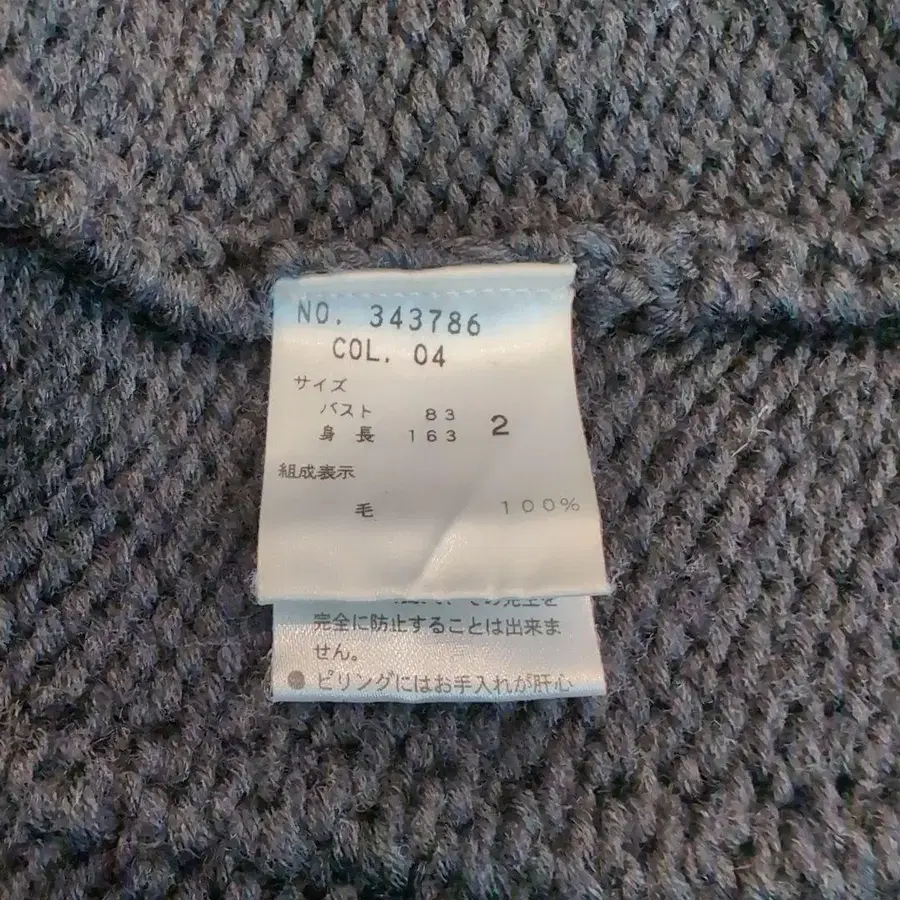 NO. 343786
COL. 04
サイズ
バスト 83
身長 163 2
組成表示
毛 100%
完全に防止することは出来ま
せん。
● ピリングにはお手入れが肝心